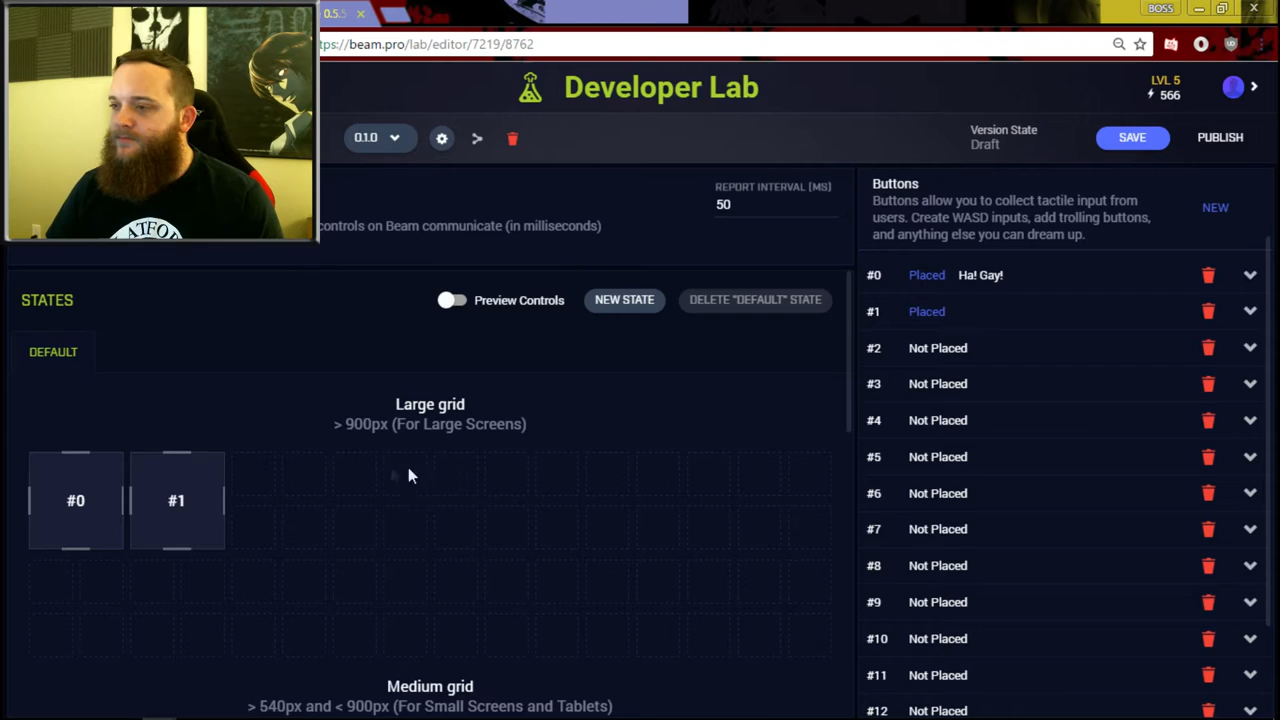 0.5.5
BOSS
tps://beam.pro/lab/editor/7219/8762
Developer Lab
LVL 5
566
0.1.0
Version State
Draft
SAVE
PUBLISH
REPORT INTERVAL (MS)
50
controls on Beam communicate (in milliseconds)
STATES
Preview Controls
NEW STATE
DELETE "DEFAULT" STATE
DEFAULT
Large grid
> 900px (For Large Screens)
#0
#1
Medium grid
> 540px and < 900px (For Small Screens and Tablets)
Buttons
Buttons allow you to collect tactile input from
users. Create WASD inputs, add trolling buttons,
and anything else you can dream up.
NEW
#0 Placed Ha! Gay!
#1 Placed
#2 Not Placed
#3 Not Placed
#4 Not Placed
#5 Not Placed
#6 Not Placed
#7 Not Placed
#8 Not Placed
#9 Not Placed
#10 Not Placed
#11 Not Placed
#12 Not Placed